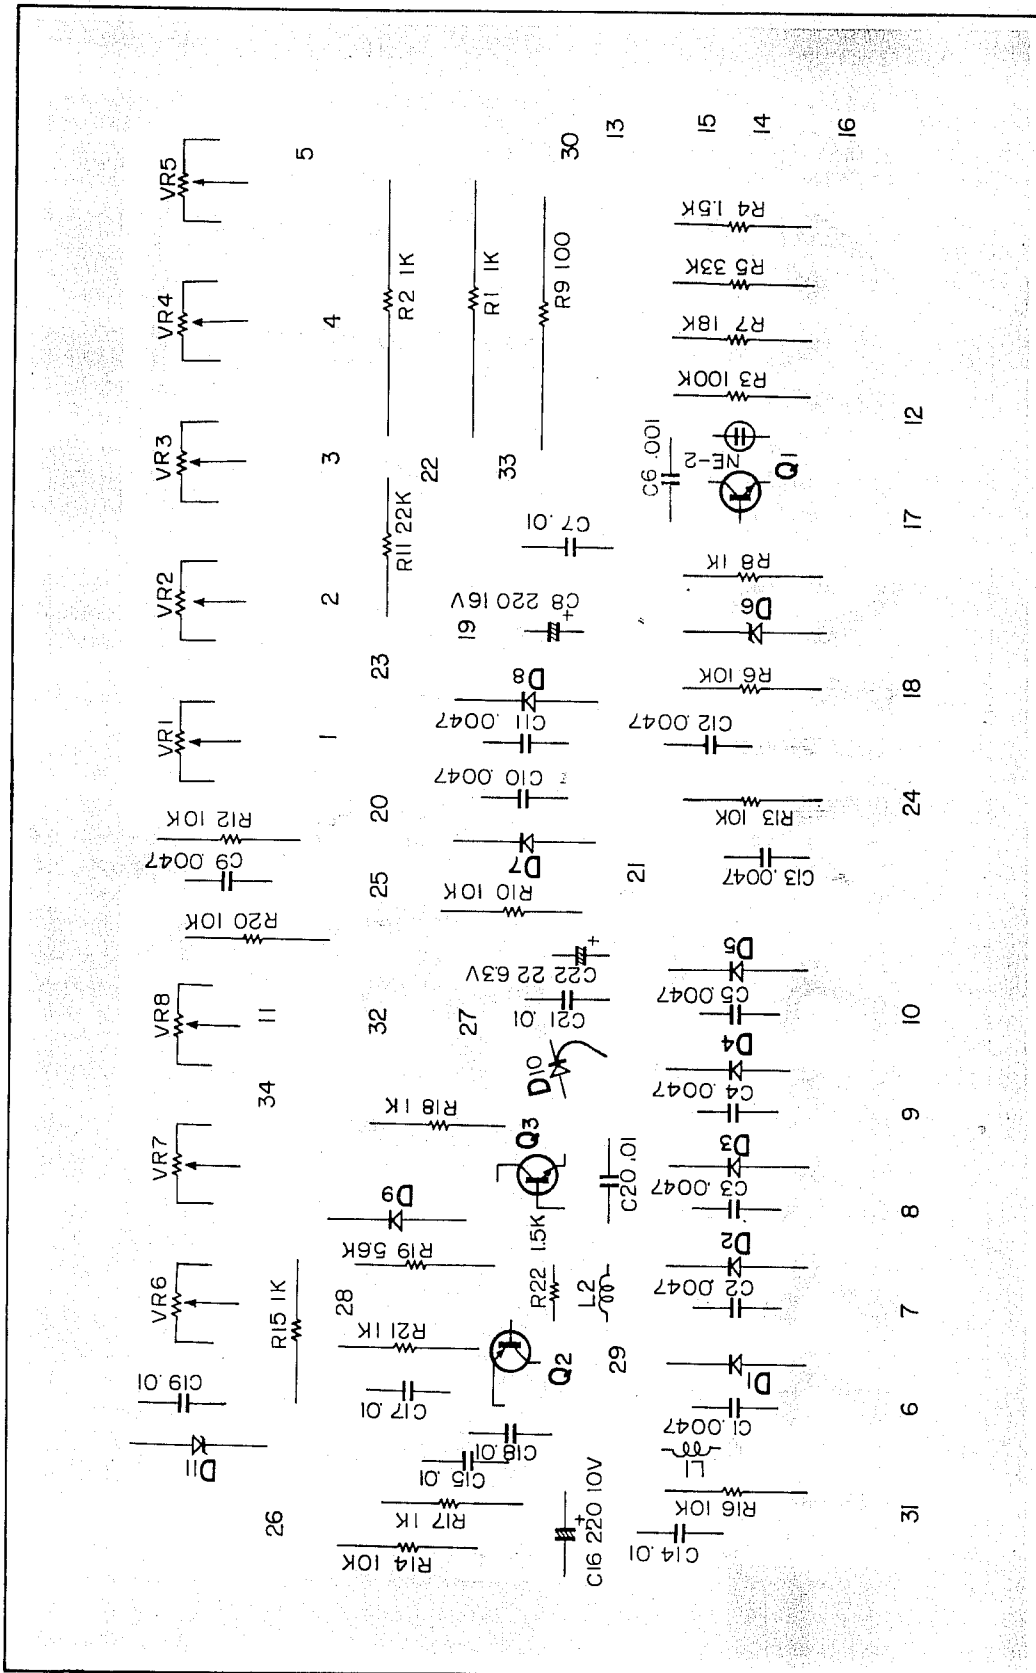 VR5
VR4
VR3
VR2
VR1
VR8
VR7
VR6
5
4
3
2
1
11
34
R12 10K
C9 .0047
R20 10K
C19 .01
D11
R15 1K
26
28
R2 1K
R1 1K
R9 100
30
13
15
14
16
22
33
R11 22K
23
20
25
32
27
19
C7 .01
C8 220 16V
+
D8
C11 .0047
C10 .0047
D7
R10 10K
21
C22 22 63V
+
C21 .01
D10
R18 1K
Q3
D9
R19 5.6K
R22 1.5K
L2
C20 .01
R21 1K
Q2
29
C17 .01
C18 .01
C15 .01
R17 1K
R14 10K
C16 220 10V
+
R4 1.5K
R5 33K
R7 18K
R3 100K
C6 .001
NE-2
Q1
R8 1K
D6
R6 10K
C12 .0047
R13 10K
C13 .0047
D5
C5 .0047
D4
C4 .0047
D3
C3 .0047
D2
C2 .0047
D1
C1 .0047
L1
R16 10K
C14 .01
12
17
18
24
10
9
8
7
6
31